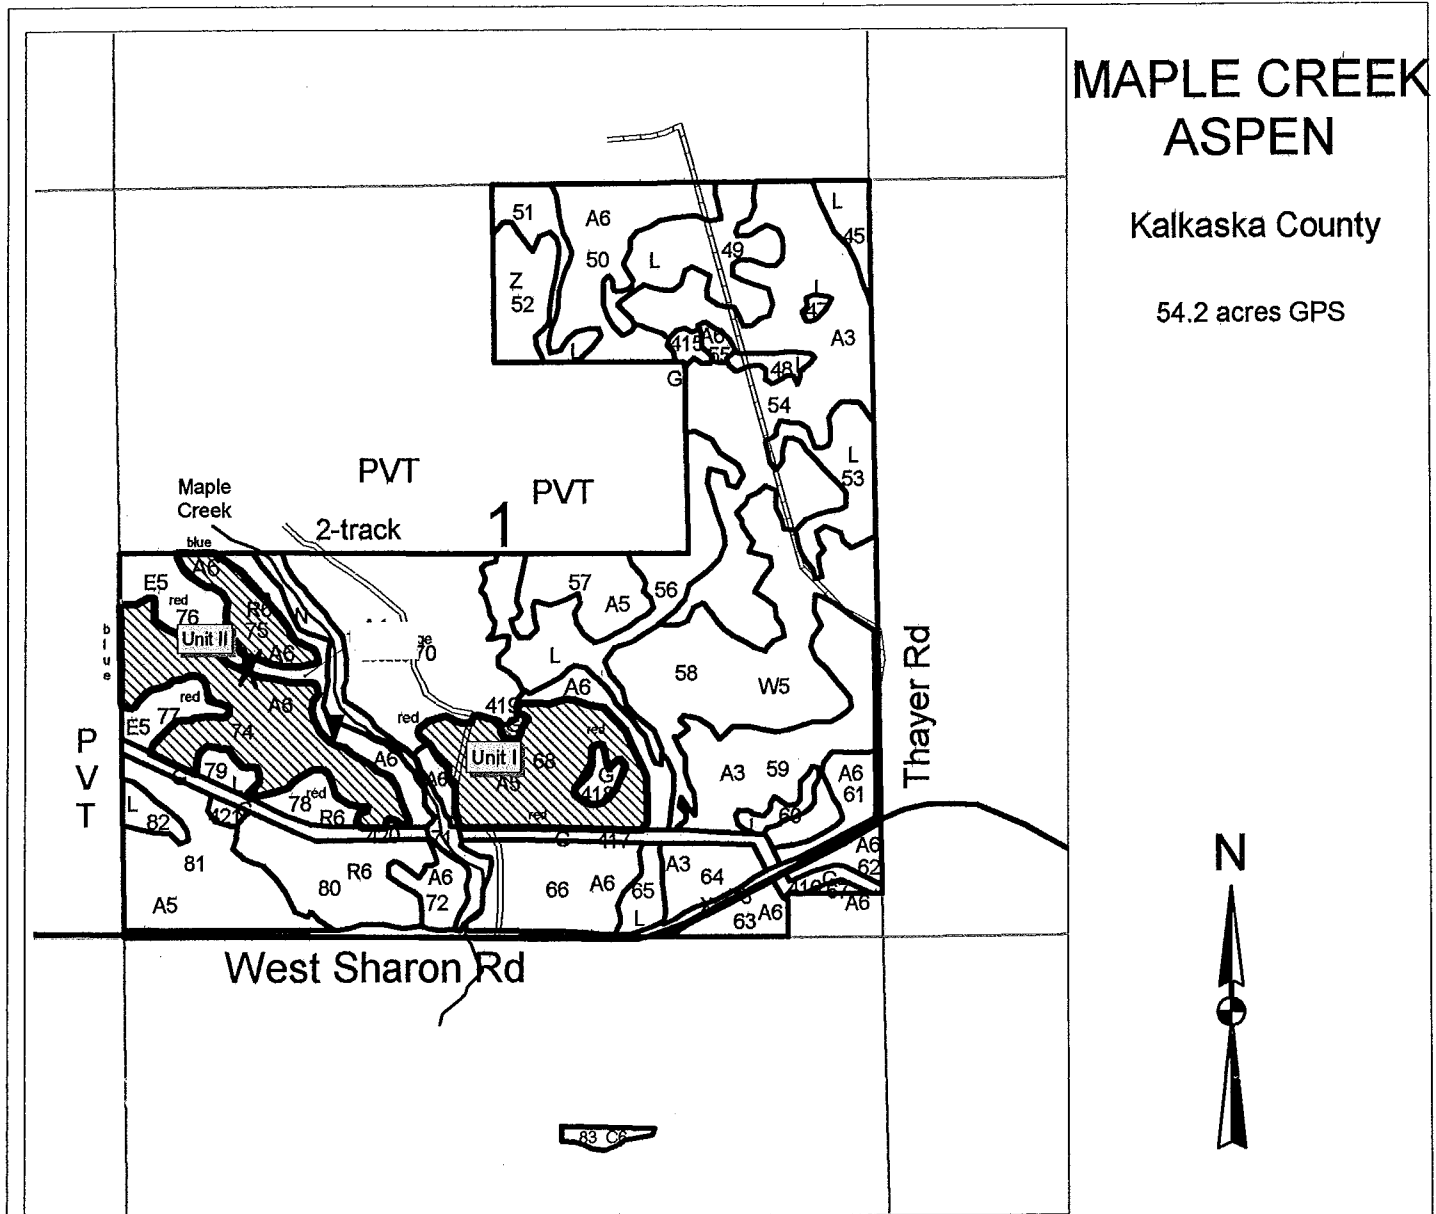 MAPLE CREEK
ASPEN
Kalkaska County
54.2 acres GPS
N
51
A6
L
45
50
L
49
Z
52
L
47
A3
415
A6
55
L
48
L
G
54
L
53
PVT
PVT
Maple
Creek
2-track
1
blue
A6
E5
red
76
R6
75
N
57
A5
56
Unit II
blue
A6
70
L
58
W5
Thayer Rd
A6
A6
419
red
77
red
E5
74
red
PVT
Unit I
68
A5
G
418
A6
A6
A3
59
A6
61
79
L
G
78
red
R6
red
60
L
L
82
421
420
71
G
417
81
R6
80
A6
72
66
A6
65
A3
64
A6
62
G
67
A6
A5
L
X
63
A6
West Sharon Rd
83 C6